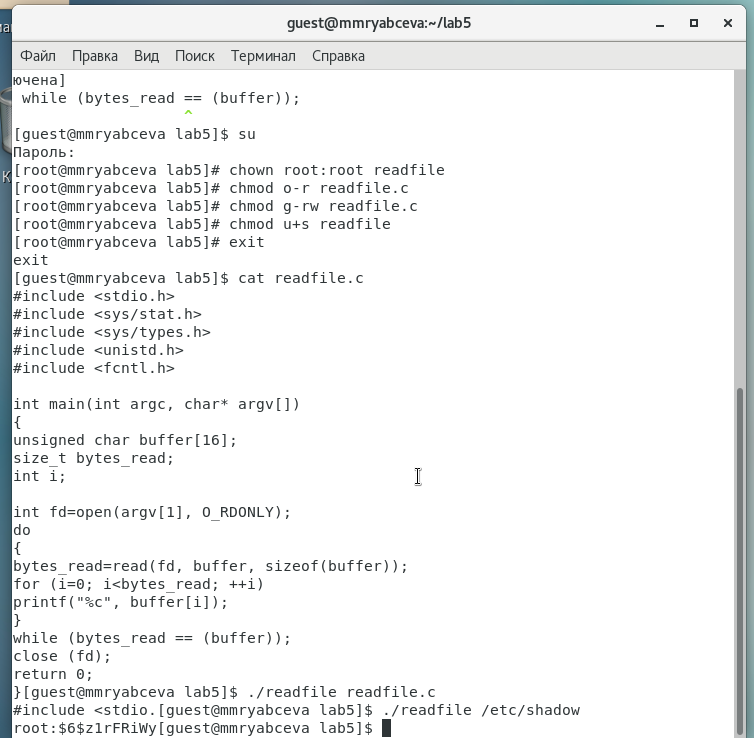 guest@mmryabceva:~/lab5
Файл Правка Вид Поиск Терминал Справка
ючена]
 while (bytes_read == (buffer));
                   ^
[guest@mmryabceva lab5]$ su
Пароль:
[root@mmryabceva lab5]# chown root:root readfile
[root@mmryabceva lab5]# chmod o-r readfile.c
[root@mmryabceva lab5]# chmod g-rw readfile.c
[root@mmryabceva lab5]# chmod u+s readfile
[root@mmryabceva lab5]# exit
exit
[guest@mmryabceva lab5]$ cat readfile.c
#include <stdio.h>
#include <sys/stat.h>
#include <sys/types.h>
#include <unistd.h>
#include <fcntl.h>

int main(int argc, char* argv[])
{
unsigned char buffer[16];
size_t bytes_read;
int i;

int fd=open(argv[1], O_RDONLY);
do
{
bytes_read=read(fd, buffer, sizeof(buffer));
for (i=0; i<bytes_read; ++i)
printf("%c", buffer[i]);
}
while (bytes_read == (buffer));
close (fd);
return 0;
}[guest@mmryabceva lab5]$ ./readfile readfile.c
#include <stdio.[guest@mmryabceva lab5]$ ./readfile /etc/shadow
root:$6$z1rFRiWy[guest@mmryabceva lab5]$